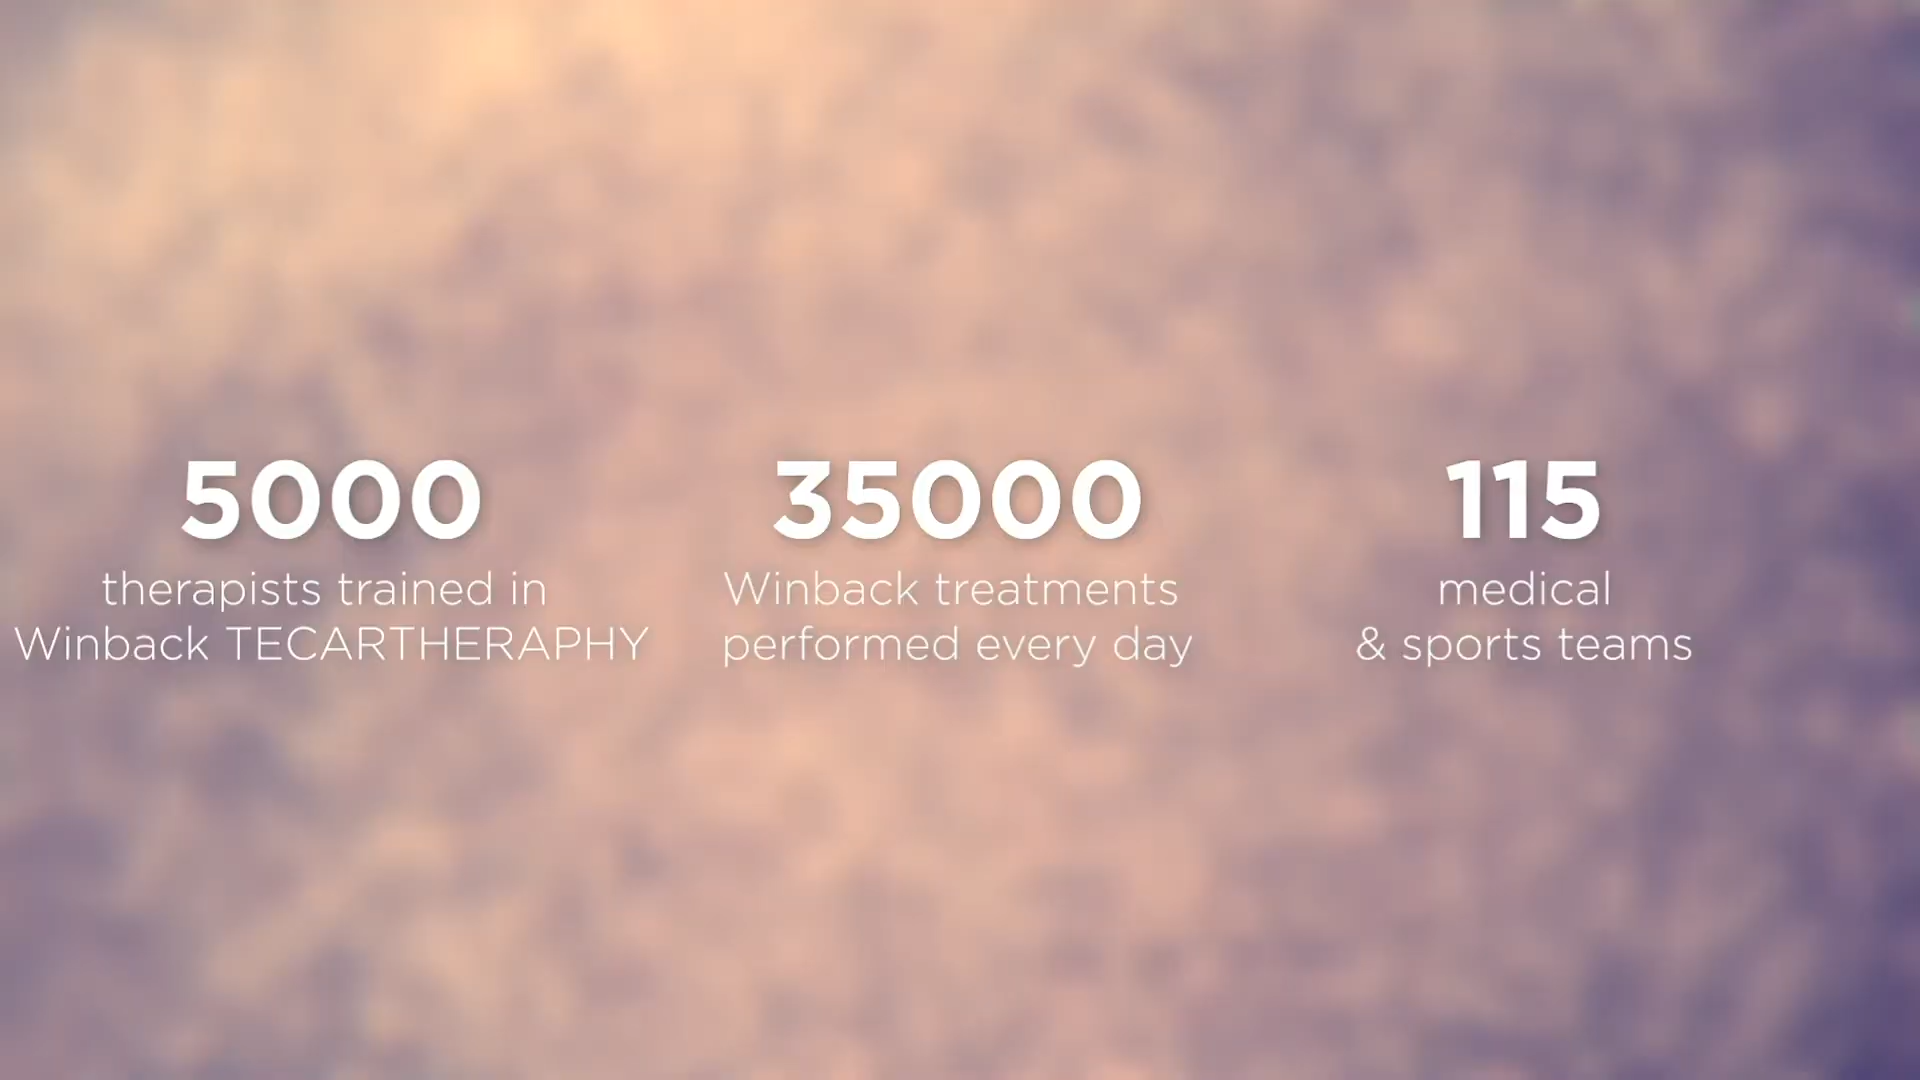 5000
therapists trained in
Winback TECARTHERAPHY
35000
Winback treatments
performed every day
115
medical
& sports teams